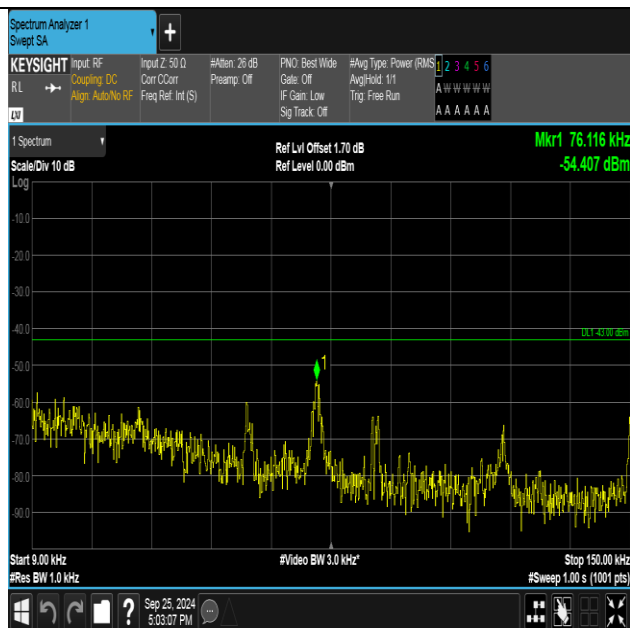 Spectrum Analyzer 1
Swept SA
+
KEYSIGHT
RL
LXI
Input: RF
Coupling: DC
Align: Auto/No RF
Input Z: 50 Ω
Corr CCorr
Freq Ref: Int (S)
#Atten: 26 dB
Preamp: Off
PNO: Best Wide
Gate: Off
IF Gain: Low
Sig Track: Off
#Avg Type: Power (RMS
Avg|Hold: 1/1
Trig: Free Run
1 2 3 4 5 6
A W W W W W
A A A A A A
1 Spectrum
Scale/Div 10 dB
Log
Ref Lvl Offset 1.70 dB
Ref Level 0.00 dBm
Mkr1 76.116 kHz
-54.407 dBm
-10.0
-20.0
-30.0
-40.0
DL1 -43.00 dBm
-50.0
1
-60.0
-70.0
-80.0
-90.0
Start 9.00 kHz
#Video BW 3.0 kHz*
Stop 150.00 kHz
#Res BW 1.0 kHz
#Sweep 1.00 s (1001 pts)
?
Sep 25, 2024
5:03:07 PM